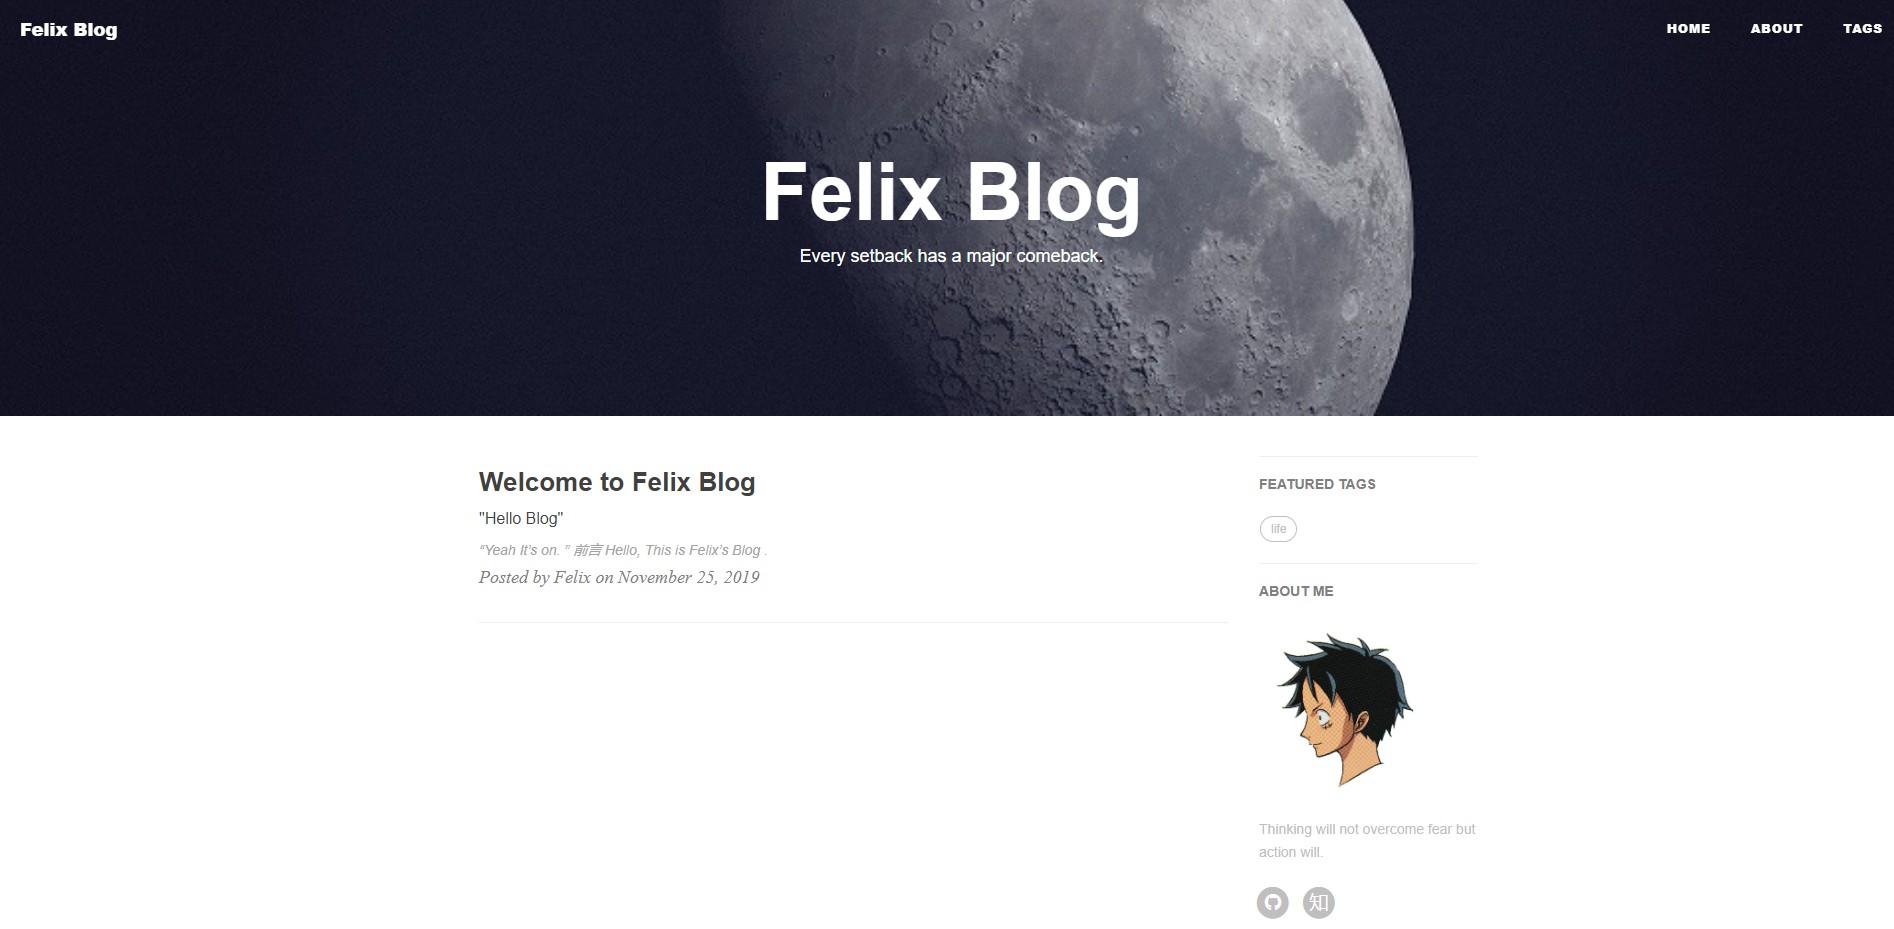 Felix Blog
HOME ABOUT TAGS
Felix Blog
Every setback has a major comeback.
Welcome to Felix Blog
"Hello Blog"
“Yeah It’s on. ” 前言 Hello, This is Felix’s Blog .
Posted by Felix on November 25, 2019
FEATURED TAGS
life
ABOUT ME
Thinking will not overcome fear but
action will.
知